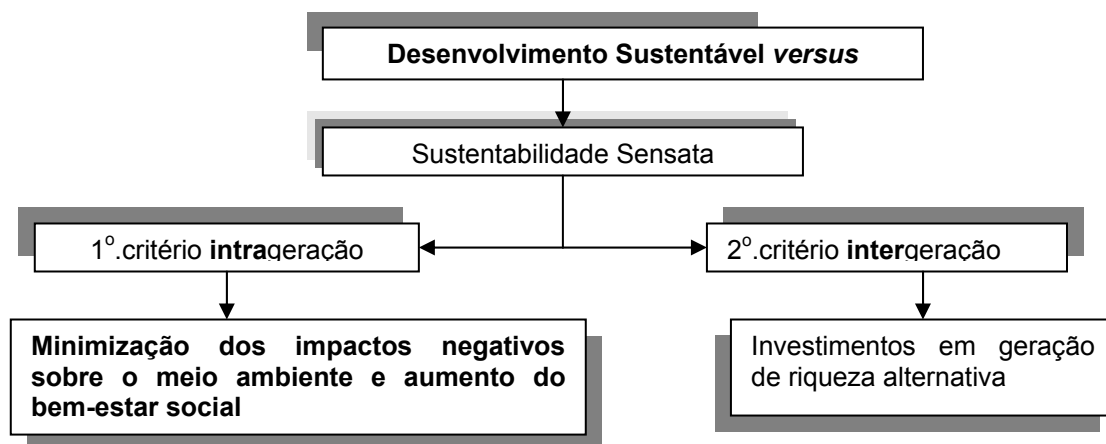 Desenvolvimento Sustentável versus
Sustentabilidade Sensata
1º.critério intrageração
2º.critério intergeração
Minimização dos impactos negativos
sobre o meio ambiente e aumento do
bem-estar social
Investimentos em geração
de riqueza alternativa